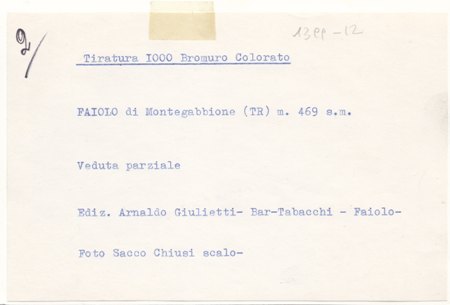 2/
1399-12
Tiratura 1000 Bromuro Colorato
FAIOLO di Montegabbione (TR) m. 469 s.m.
Veduta parziale
Ediz. Arnaldo Giulietti- Bar-Tabacchi - Faiolo-
Foto Sacco Chiusi scalo-